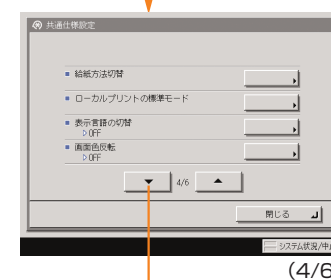 共通仕様設定
給紙方法切替
ローカルプリントの標準モード
表示言語の切替
▷OFF
画面色反転
▷OFF
4/6
閉じる
システム状況/中止
(4/6